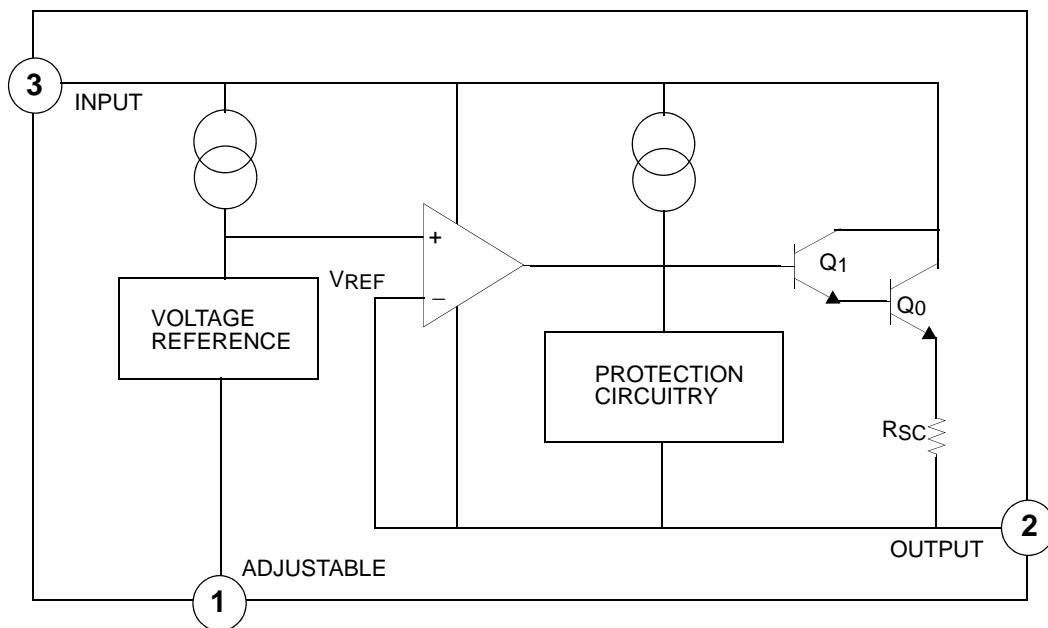 3
INPUT
+
Q1
VREF
−
Q0
VOLTAGE
REFERENCE
PROTECTION
CIRCUITRY
RSC
2
OUTPUT
ADJUSTABLE
1